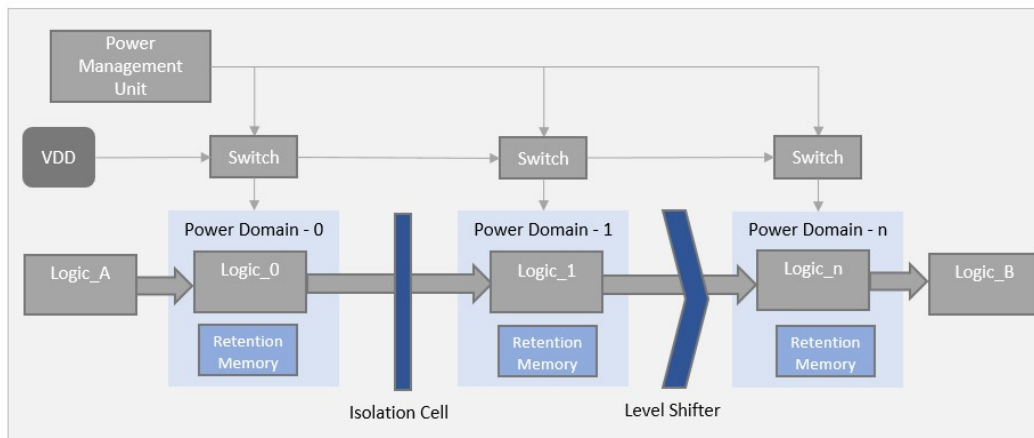 Power
Management
Unit
VDD
Switch
Switch
Switch
Power Domain - 0
Power Domain - 1
Power Domain - n
Logic_A
Logic_0
Logic_1
Logic_n
Logic_B
Retention
Memory
Retention
Memory
Retention
Memory
Isolation Cell
Level Shifter